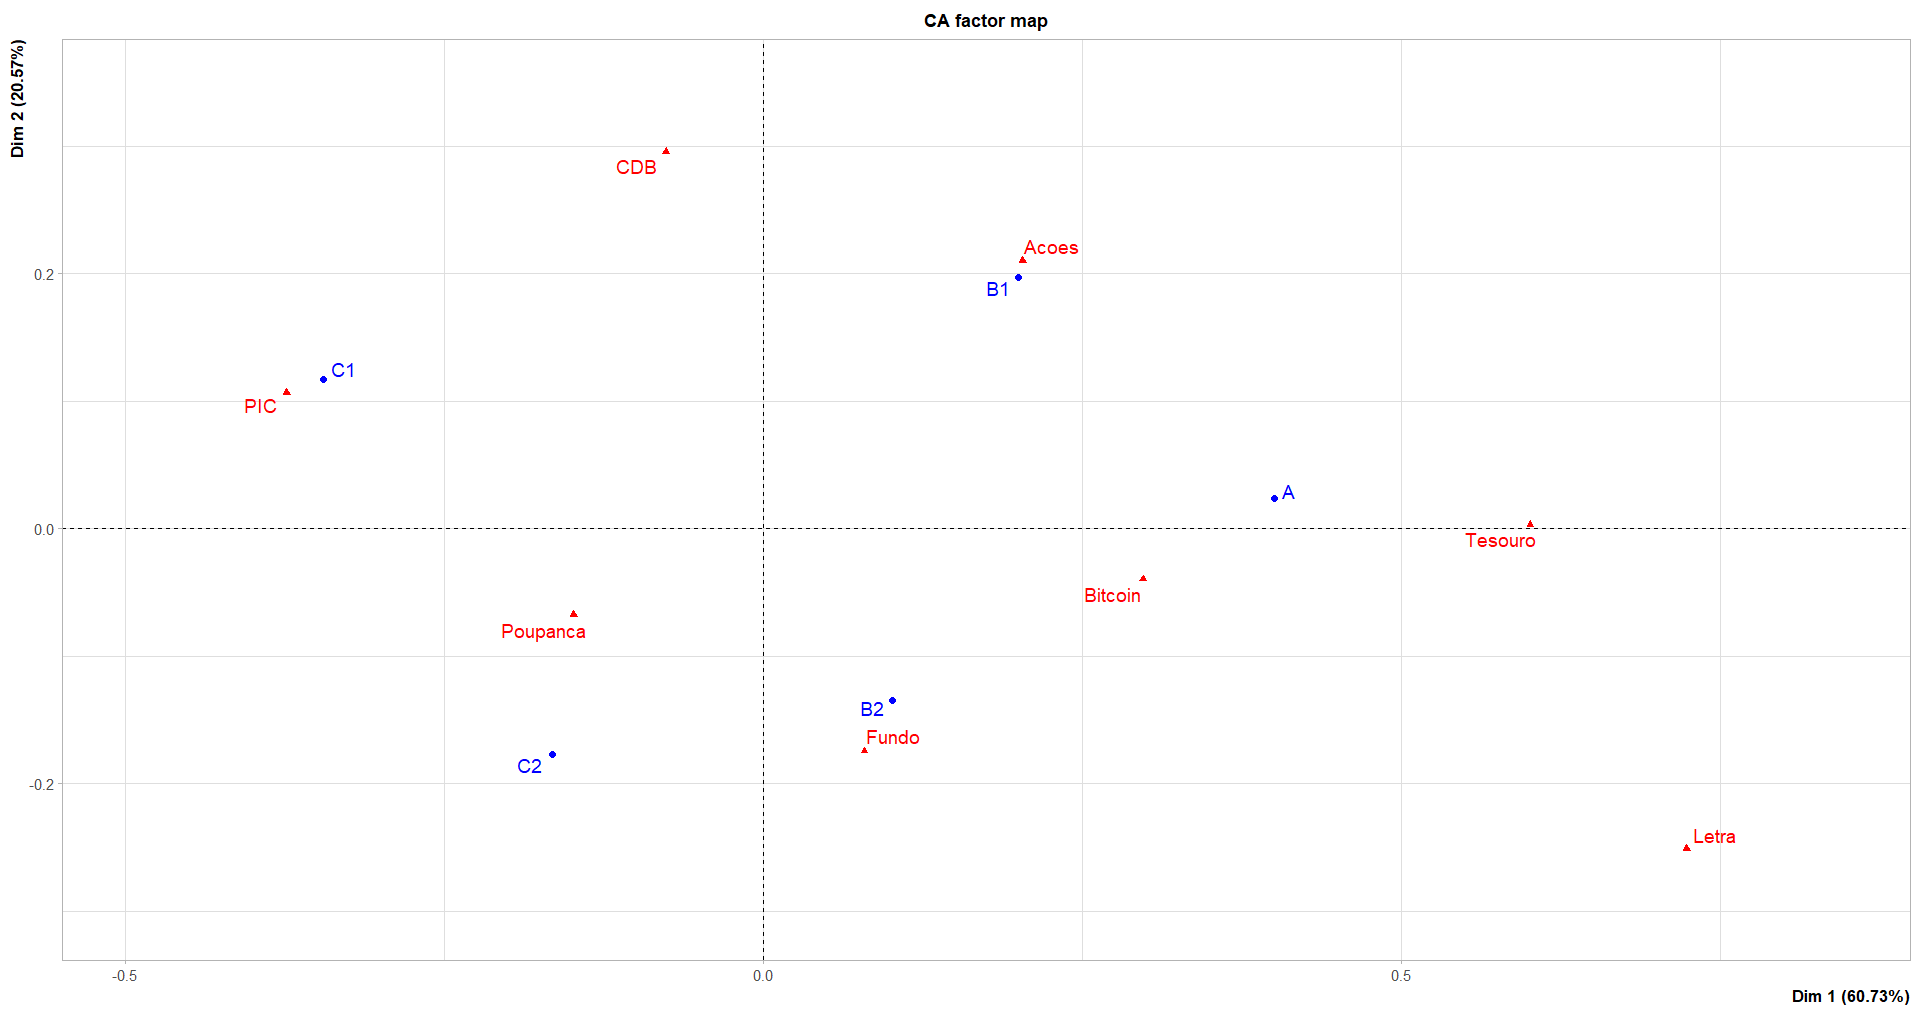 CA factor map
Dim 2 (20.57%)
CDB
Acoes
0.2
B1
C1
PIC
A
0.0
Tesouro
Bitcoin
Poupanca
B2
Fundo
C2
-0.2
Letra
-0.5
0.0
0.5
Dim 1 (60.73%)